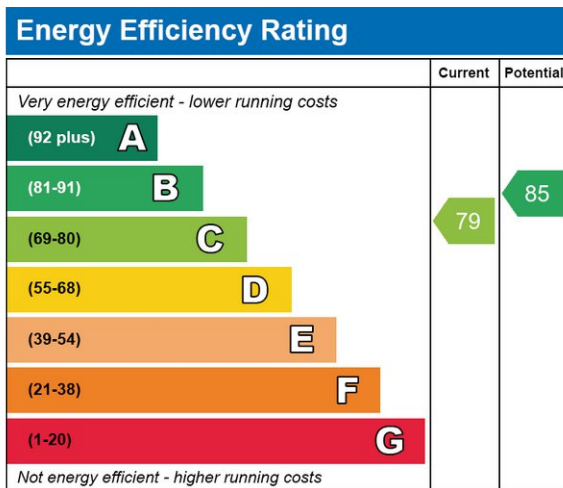 Energy Efficiency Rating
Current Potential
Very energy efficient - lower running costs
(92 plus) A
(81-91) B
(69-80) C
(55-68) D
(39-54) E
(21-38) F
(1-20) G
79
85
Not energy efficient - higher running costs